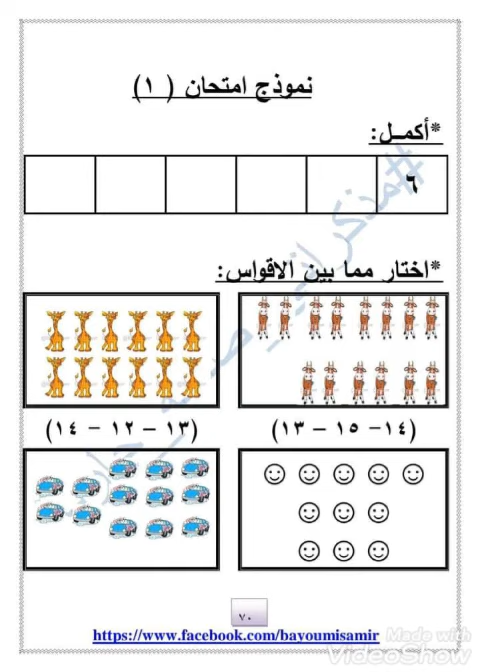 نموذج امتحان ( ١ )
*أكمــل:
٦
*اختار مما بين الاقواس:
(١٤– ١٥ – ١٣)
(١٣ – ١٢ – ١٤)
٧٠
https://www.facebook.com/bayoumisamir
Made with
VideoShow